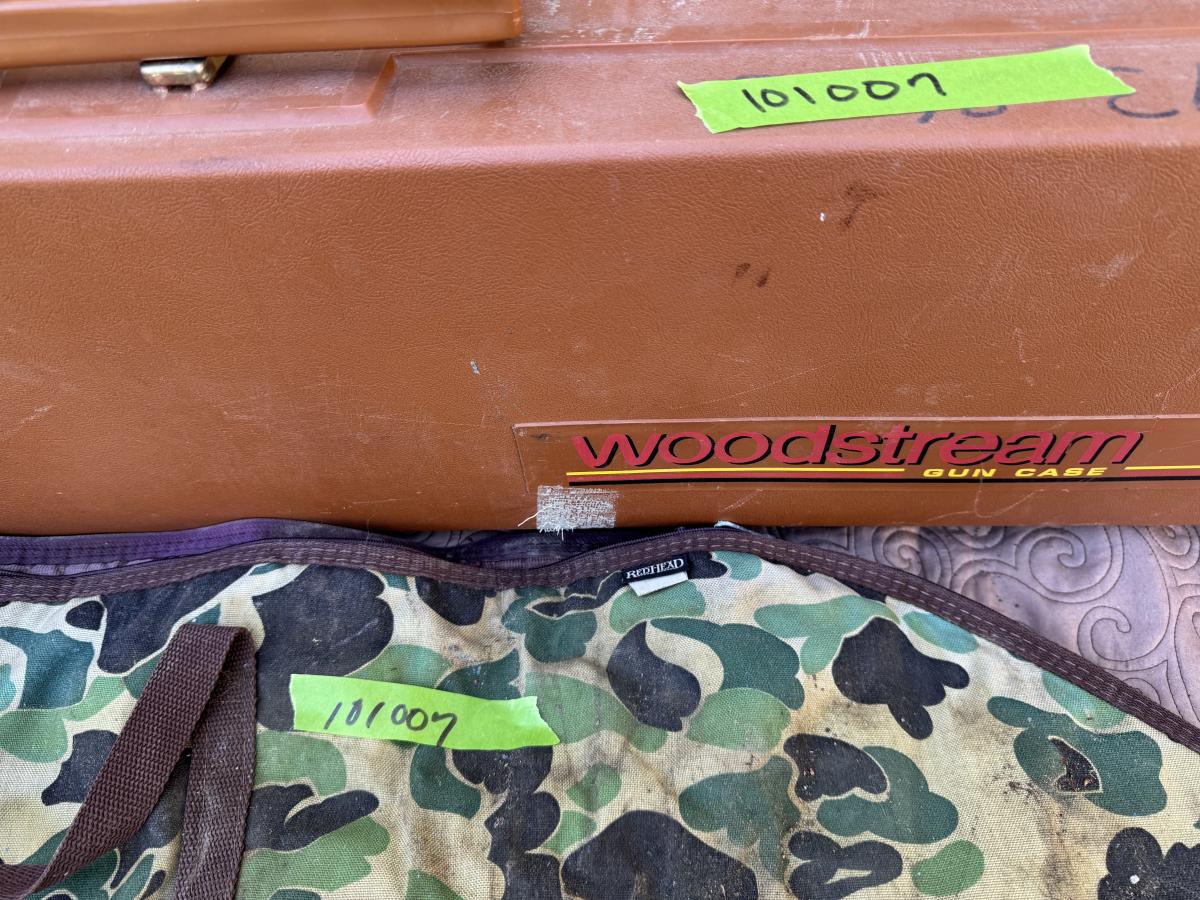 101007
woodstream
GUN CASE
REDHEAD
101007